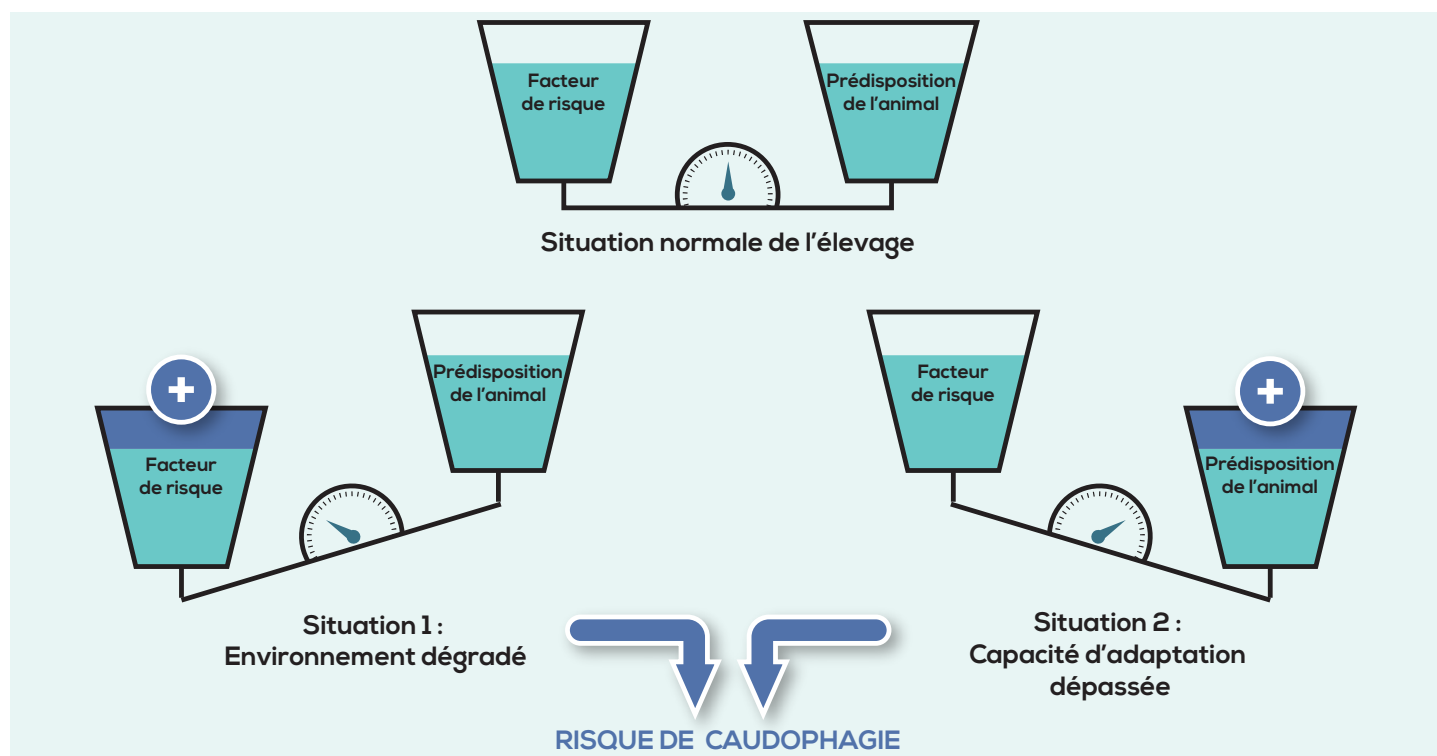 Facteur
de risque
Prédisposition
de l'animal
Situation normale de l'élevage
Facteur
de risque
Prédisposition
de l'animal
Situation 1 :
Environnement dégradé
Facteur
de risque
Prédisposition
de l'animal
Situation 2 :
Capacité d'adaptation
dépassée
RISQUE DE CAUDOPHAGIE